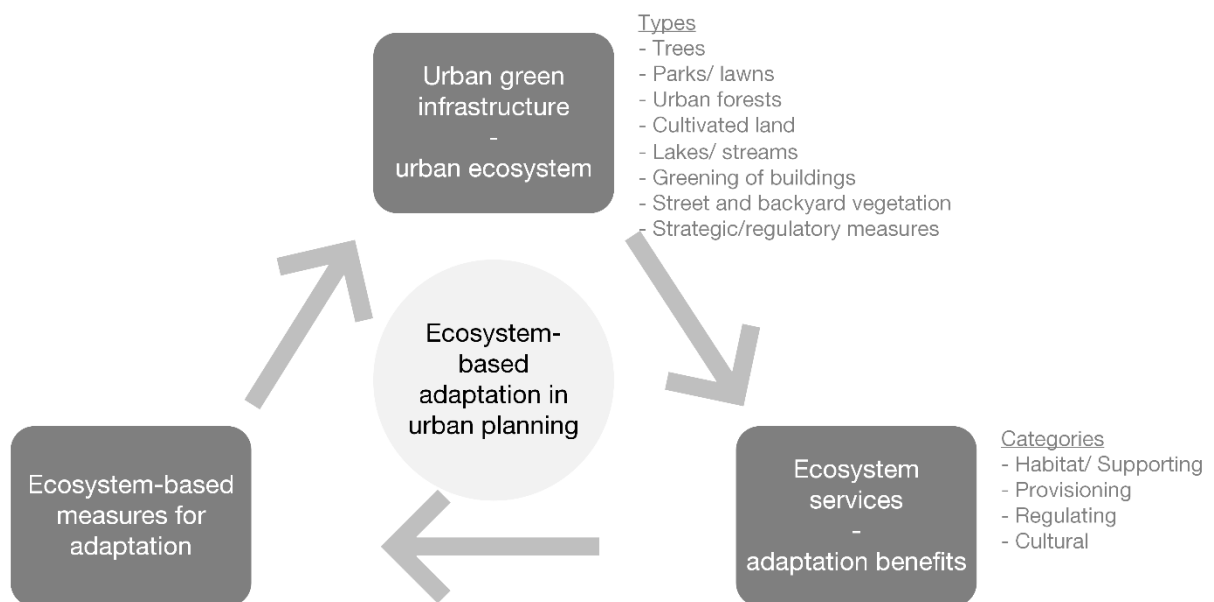 Types
- Trees
- Parks/ lawns
- Urban forests
- Cultivated land
- Lakes/ streams
- Greening of buildings
- Street and backyard vegetation
- Strategic/regulatory measures
Urban green
infrastructure
-
urban ecosystem
Ecosystem-
based
adaptation in
urban planning
Ecosystem-based
measures for
adaptation
Ecosystem
services
-
adaptation benefits
Categories
- Habitat/ Supporting
- Provisioning
- Regulating
- Cultural